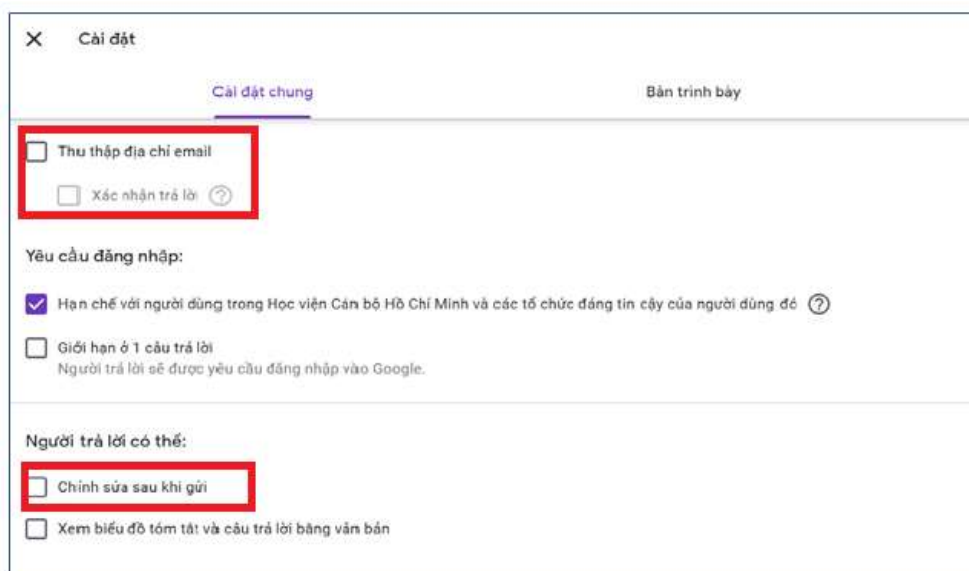 Cài đặt
Cài đặt chung
Bản trình bày
Thu thập địa chỉ email
Xác nhận trả lời
Yêu cầu đăng nhập:
Hạn chế với người dùng trong Học viện Cán bộ Hồ Chí Minh và các tổ chức đáng tin cậy của người dùng đó
Giới hạn ở 1 câu trả lời
Người trả lời sẽ được yêu cầu đăng nhập vào Google.
Người trả lời có thể:
Chỉnh sửa sau khi gửi
Xem biểu đồ tóm tắt và câu trả lời bằng văn bản